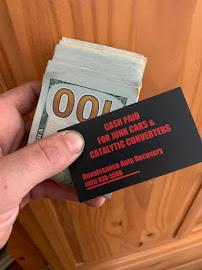 100
CASH PAID
FOR JUNK CARS &
CATALYTIC CONVERTERS
Renaissance Auto Recovery